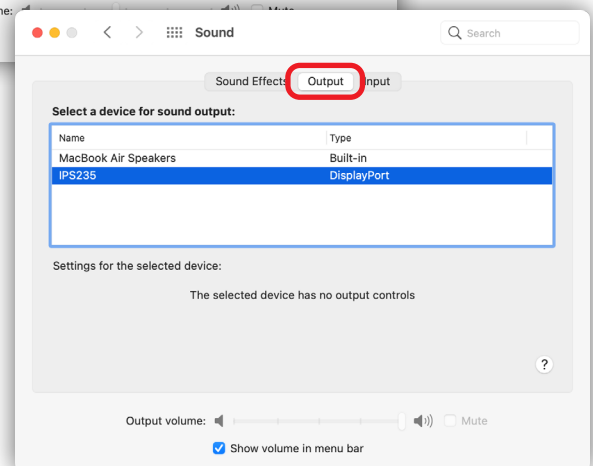 ne:
Mute
Sound
Search
Sound Effects Output Input
Select a device for sound output:
Name Type
MacBook Air Speakers Built-in
IPS235 DisplayPort
Settings for the selected device:
The selected device has no output controls
?
Output volume: Mute
Show volume in menu bar